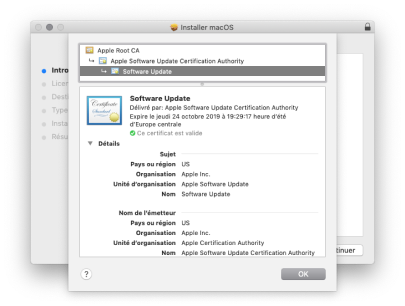 Installer macOS
Apple Root CA
Apple Software Update Certification Authority
Software Update
Intro
Licen
Dest
Type
Insta
Résu
Certificate
Standard
Software Update
Délivré par: Apple Software Update Certification Authority
Expire le jeudi 24 octobre 2019 à 19:29:17 heure d'été
d'Europe centrale
Ce certificat est valide
Détails
Sujet
Pays ou région US
Organisation Apple Inc.
Unité d'organisation Apple Software Update
Nom Software Update
Nom de l'émetteur
Pays ou région US
Organisation Apple Inc.
Unité d'organisation Apple Certification Authority
Nom Apple Software Update Certification Authority
tinuer
? OK